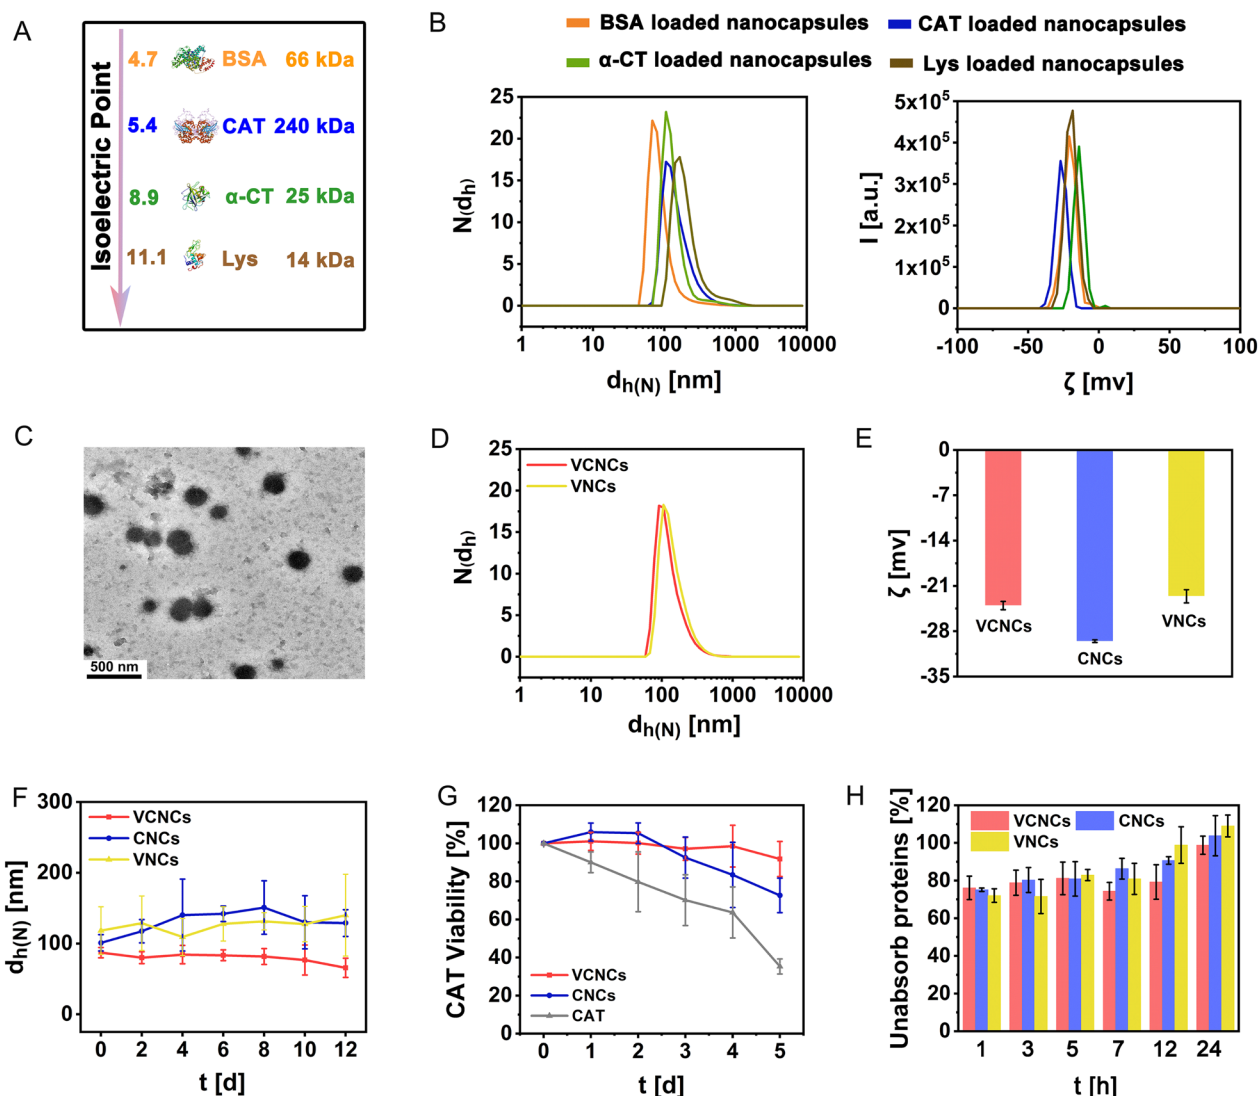 A
Isoelectric Point
4.7 BSA 66 kDa
5.4 CAT 240 kDa
8.9 α-CT 25 kDa
11.1 Lys 14 kDa
B
BSA loaded nanocapsules
CAT loaded nanocapsules
α-CT loaded nanocapsules
Lys loaded nanocapsules
25
20
15
10
5
0
N(dh)
1 10 100 1000 10000
dh(N) [nm]
5x10⁵
4x10⁵
3x10⁵
2x10⁵
1x10⁵
0
I [a.u.]
-100 -50 0 50 100
ζ [mv]
C
500 nm
D
VCNCs
VNCs
25
20
15
10
5
0
N(dh)
1 10 100 1000 10000
dh(N) [nm]
E
0
-7
-14
-21
-28
-35
ζ [mv]
VCNCs
CNCs
VNCs
F
VCNCs
CNCs
VNCs
300
200
100
0
dh(N) [nm]
0 2 4 6 8 10 12
t [d]
G
120
100
80
60
40
20
0
CAT Viability [%]
VCNCs
CNCs
CAT
0 1 2 3 4 5
t [d]
H
VCNCs
CNCs
VNCs
120
100
80
60
40
20
0
Unabsorb proteins [%]
1 3 5 7 12 24
t [h]